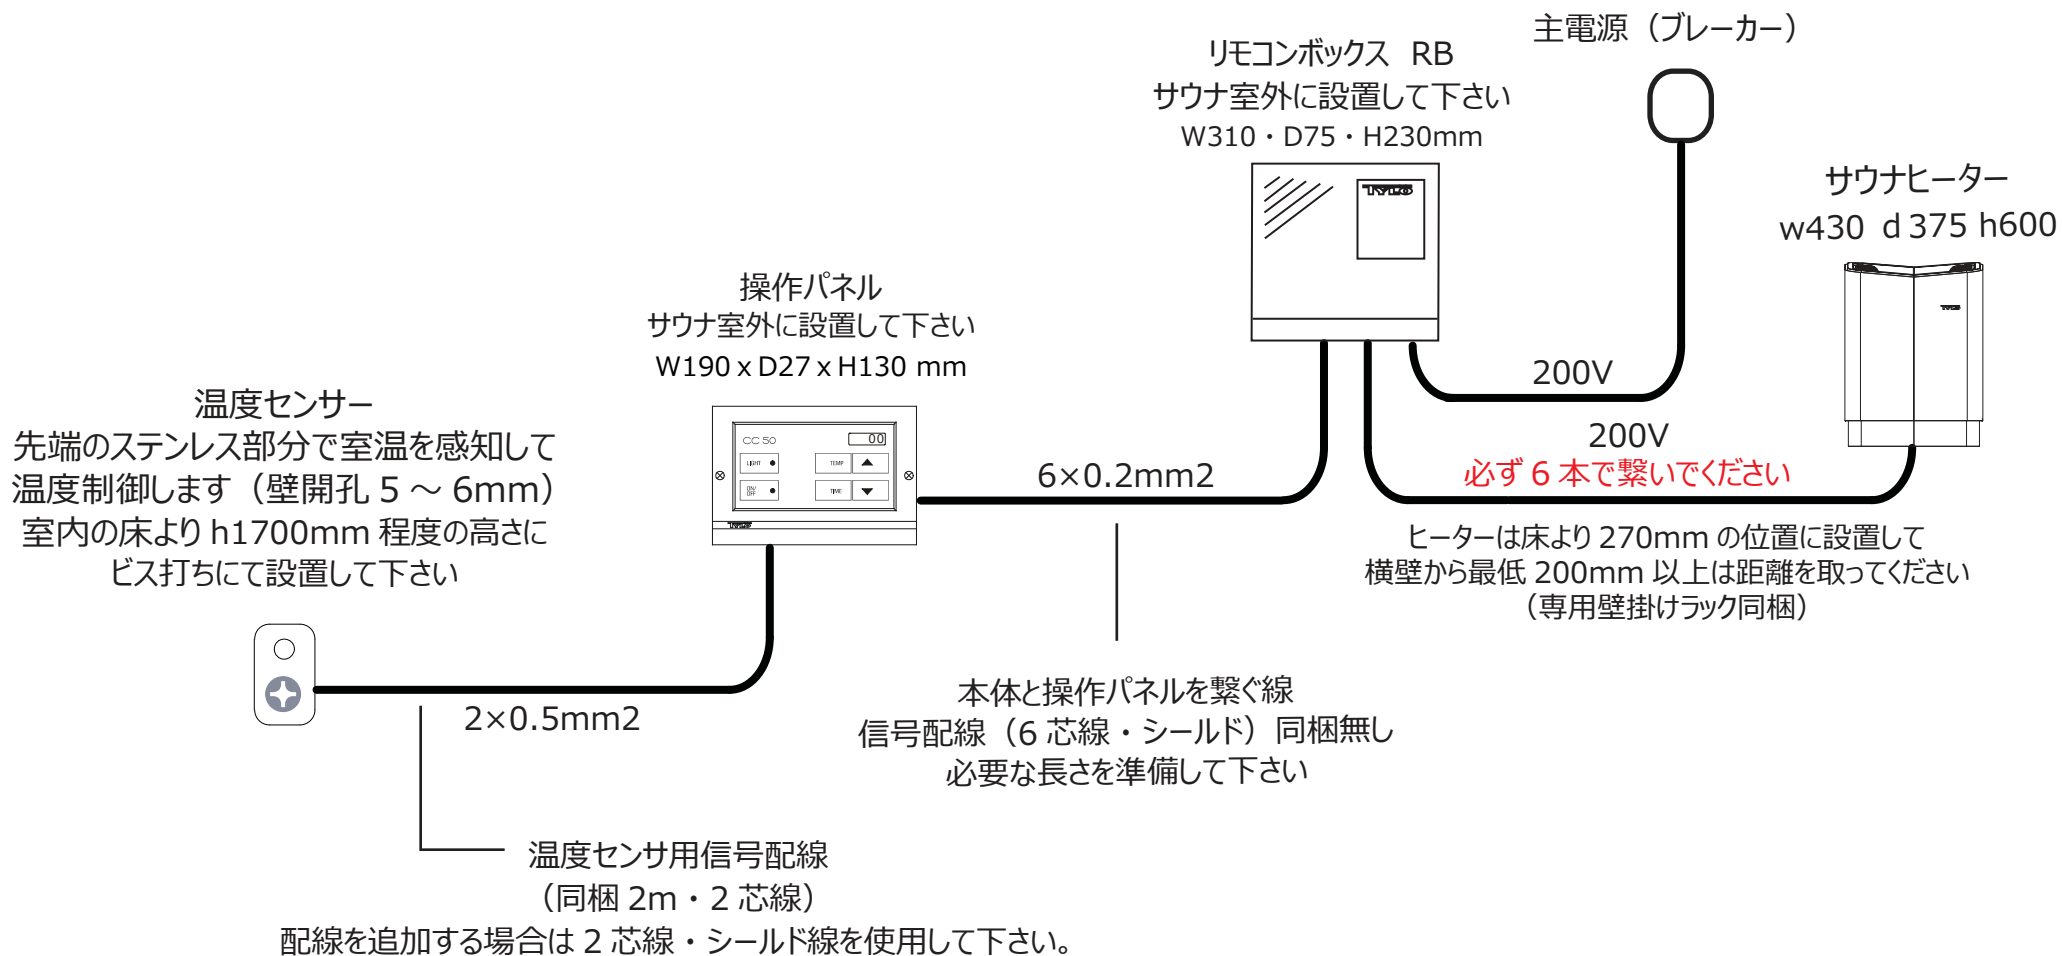 主電源（ブレーカー）
リモコンボックス RB
サウナ室外に設置して下さい
W310・D75・H230mm
TYLÖ
サウナヒーター
w430 ｄ375 h600
TYLÖ
操作パネル
サウナ室外に設置して下さい
W190ｘD27ｘH130 mm
CC 50
00
LIGHT
TEMP
ON/
OFF
TIME
TYLÖ
200V
200V
必ず６本で繋いでください
ヒーターは床より 270mm の位置に設置して
横壁から最低 200mm 以上は距離を取ってください
（専用壁掛けラック同梱）
6×0.2mm2
温度センサー
先端のステンレス部分で室温を感知して
温度制御します（壁開孔５～6mm）
室内の床より h1700mm 程度の高さに
ビス打ちにて設置して下さい
2×0.5mm2
本体と操作パネルを繋ぐ線
信号配線（6 芯線・シールド）同梱無し
必要な長さを準備して下さい
温度センサ用信号配線
（同梱 2m・2 芯線）
配線を追加する場合は 2 芯線・シールド線を使用して下さい。